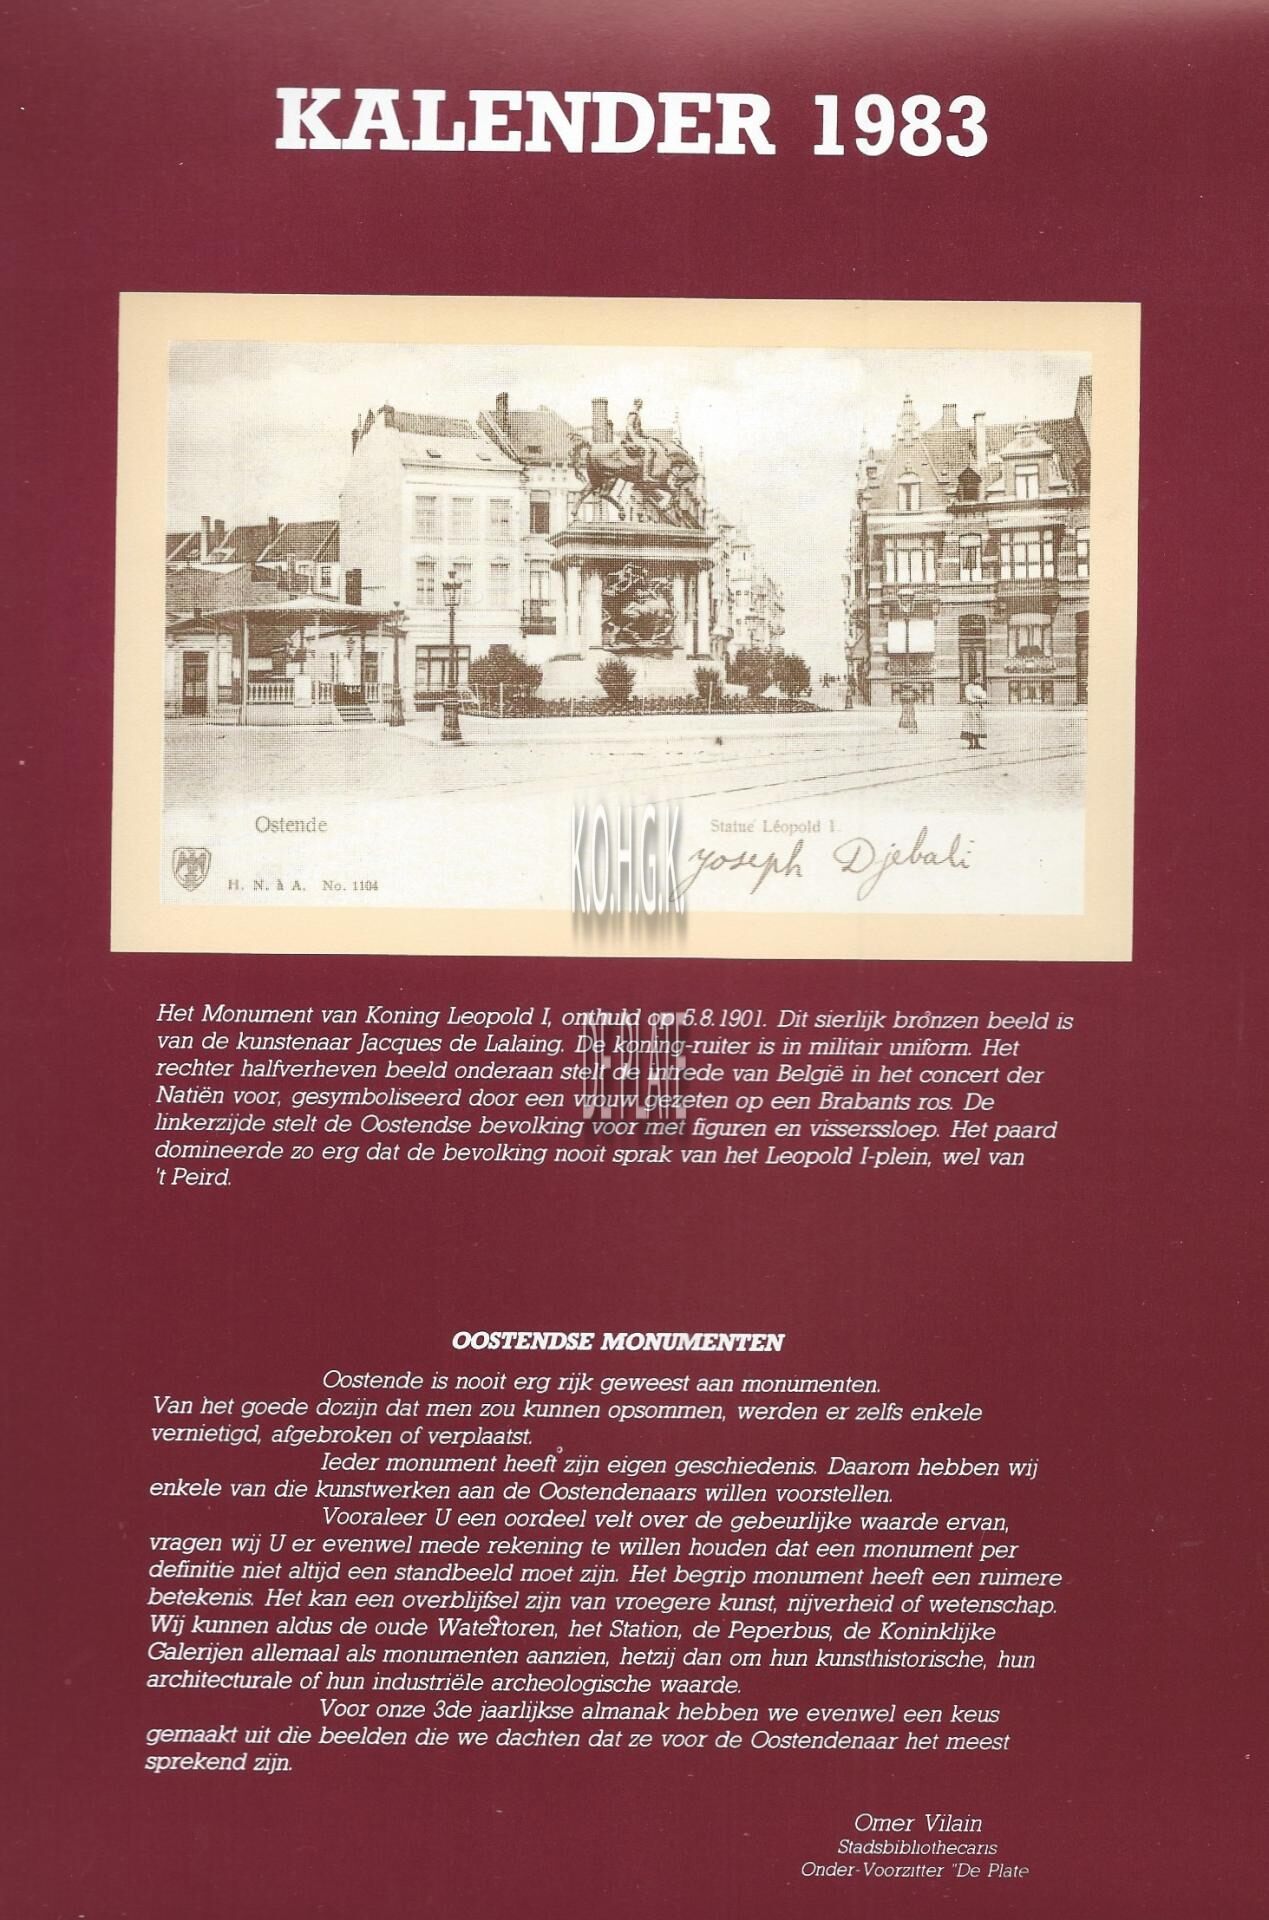 KALENDER 1983
Ostende
Statue Léopold I.
Joseph Djebali
H. N. à A. No. 1104
K.O.H.G.K.
Het Monument van Koning Leopold I, onthuld op 5.8.1901. Dit sierlijk bronzen beeld is
van de kunstenaar Jacques de Lalaing. De koning-ruiter is in militair uniform. Het
rechter halfverheven beeld onderaan stelt de intrede van België in het concert der
Natiën voor, gesymboliseerd door een vrouw gezeten op een Brabants ros. De
linkerzijde stelt de Oostendse bevolking voor met figuren en visserssloep. Het paard
domineerde zo erg dat de bevolking nooit sprak van het Leopold I-plein, wel van
't Peird.
DE PLATE
OOSTENDSE MONUMENTEN
Oostende is nooit erg rijk geweest aan monumenten.
Van het goede dozijn dat men zou kunnen opsommen, werden er zelfs enkele
vernietigd, afgebroken of verplaatst.
Ieder monument heeft zijn eigen geschiedenis. Daarom hebben wij
enkele van die kunstwerken aan de Oostendenaars willen voorstellen.
Vooraleer U een oordeel velt over de gebeurlijke waarde ervan,
vragen wij U er evenwel mede rekening te willen houden dat een monument per
definitie niet altijd een standbeeld moet zijn. Het begrip monument heeft een ruimere
betekenis. Het kan een overblijfsel zijn van vroegere kunst, nijverheid of wetenschap.
Wij kunnen aldus de oude Watertoren, het Station, de Peperbus, de Koninklijke
Galerijen allemaal als monumenten aanzien, hetzij dan om hun kunsthistorische, hun
architecturale of hun industriële archeologische waarde.
Voor onze 3de jaarlijkse almanak hebben we evenwel een keus
gemaakt uit die beelden die we dachten dat ze voor de Oostendenaar het meest
sprekend zijn.
Omer Vilain
Stadsbibliothecaris
Onder-Voorzitter "De Plate